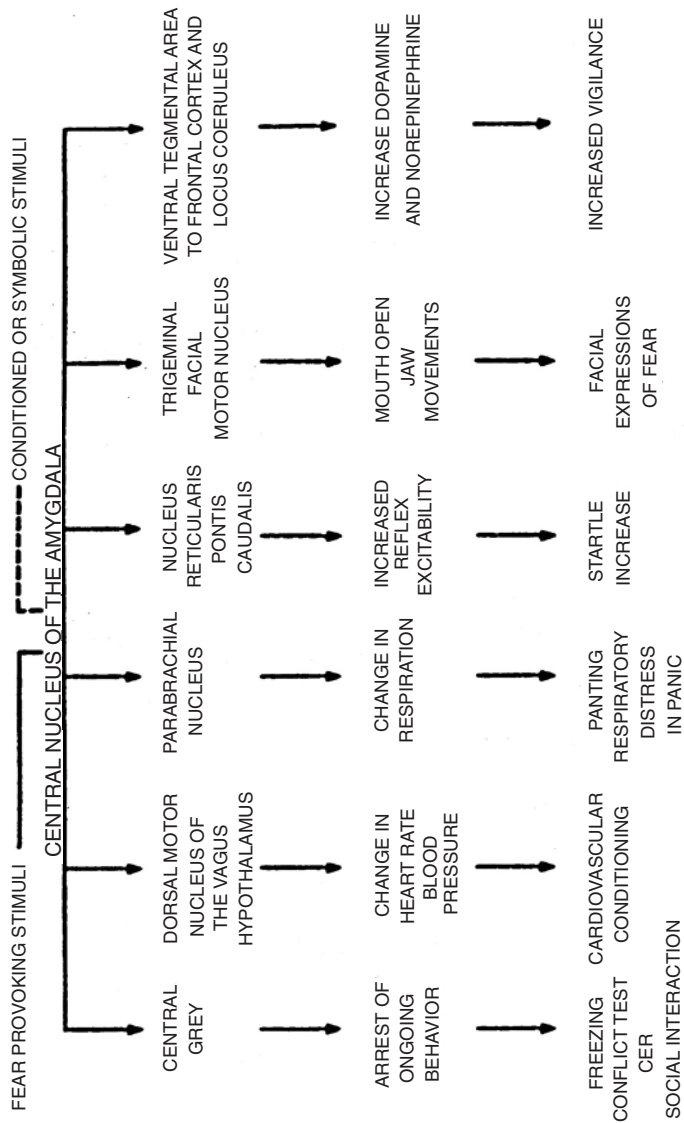 FEAR PROVOKING STIMULI
CONDITIONED OR SYMBOLIC STIMULI
CENTRAL NUCLEUS OF THE AMYGDALA
CENTRAL
GREY
DORSAL MOTOR
NUCLEUS OF
THE VAGUS
HYPOTHALAMUS
PARABRACHIAL
NUCLEUS
NUCLEUS
RETICULARIS
PONTIS
CAUDALIS
TRIGEMINAL
FACIAL
MOTOR NUCLEUS
VENTRAL TEGMENTAL AREA
TO FRONTAL CORTEX AND
LOCUS COERULEUS
ARREST OF
ONGOING
BEHAVIOR
CHANGE IN
HEART RATE
BLOOD
PRESSURE
CHANGE IN
RESPIRATION
INCREASED
REFLEX
EXCITABILITY
MOUTH OPEN
JAW
MOVEMENTS
INCREASE DOPAMINE
AND NOREPINEPHRINE
FREEZING
CONFLICT TEST
CER
SOCIAL INTERACTION
CARDIOVASCULAR
CONDITIONING
PANTING
RESPIRATORY
DISTRESS
IN PANIC
STARTLE
INCREASE
FACIAL
EXPRESSIONS
OF FEAR
INCREASED VIGILANCE